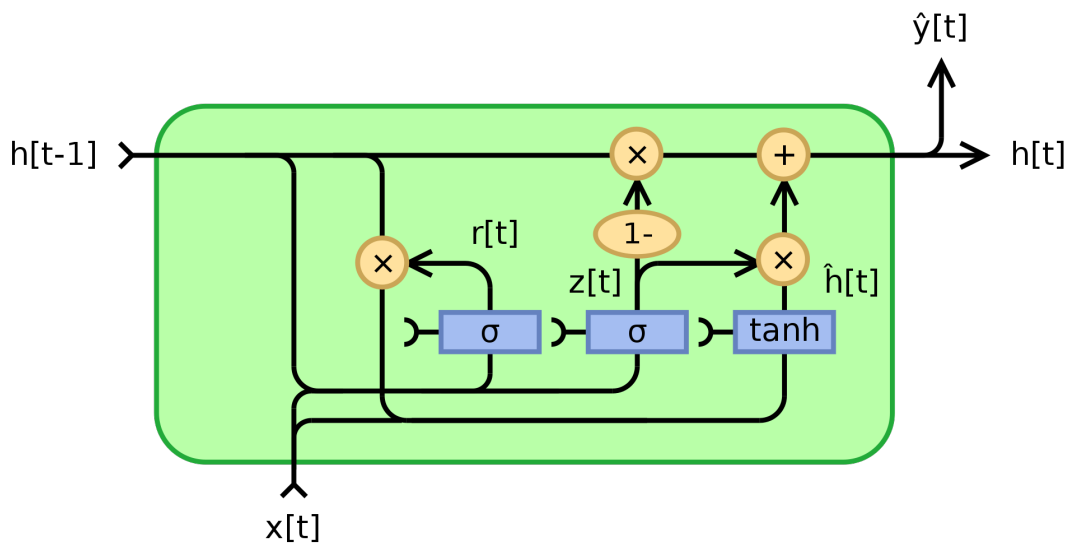 ŷ[t]
h[t-1]
×
+
h[t]
r[t]
1-
×
×
z[t]
ĥ[t]
σ
σ
tanh
x[t]